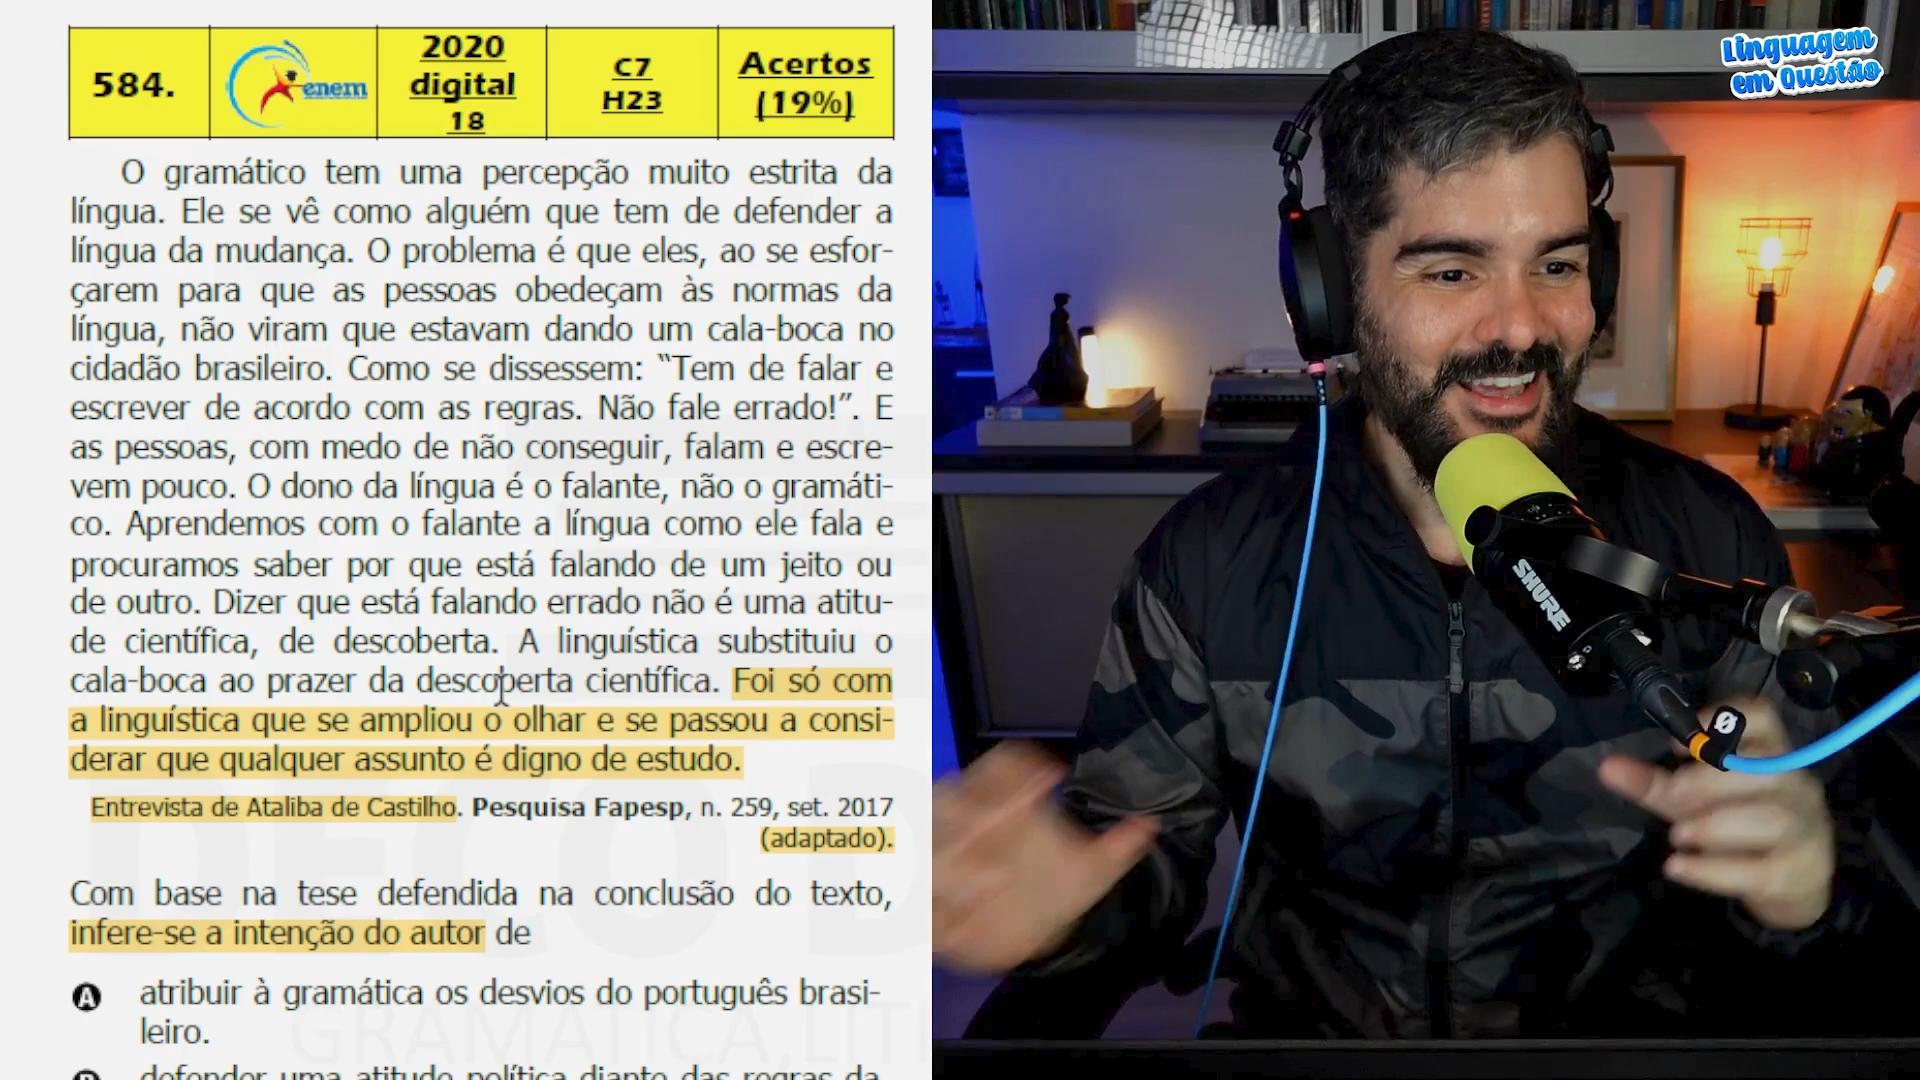 584.
enem
2020
digital
18
C7
H23
Acertos
(19%)
O gramático tem uma percepção muito estrita da
língua. Ele se vê como alguém que tem de defender a
língua da mudança. O problema é que eles, ao se esfor-
çarem para que as pessoas obedeçam às normas da
língua, não viram que estavam dando um cala-boca no
cidadão brasileiro. Como se dissessem: “Tem de falar e
escrever de acordo com as regras. Não fale errado!”. E
as pessoas, com medo de não conseguir, falam e escre-
vem pouco. O dono da língua é o falante, não o gramáti-
co. Aprendemos com o falante a língua como ele fala e
procuramos saber por que está falando de um jeito ou
de outro. Dizer que está falando errado não é uma atitu-
de científica, de descoberta. A linguística substituiu o
cala-boca ao prazer da descoberta científica. Foi só com
a linguística que se ampliou o olhar e se passou a consi-
derar que qualquer assunto é digno de estudo.
Entrevista de Ataliba de Castilho. Pesquisa Fapesp, n. 259, set. 2017
(adaptado).
Com base na tese defendida na conclusão do texto,
infere-se a intenção do autor de
A atribuir à gramática os desvios do português brasi-
leiro.
B defender uma atitude política diante das regras da
Linguagem
em Questão
SHURE